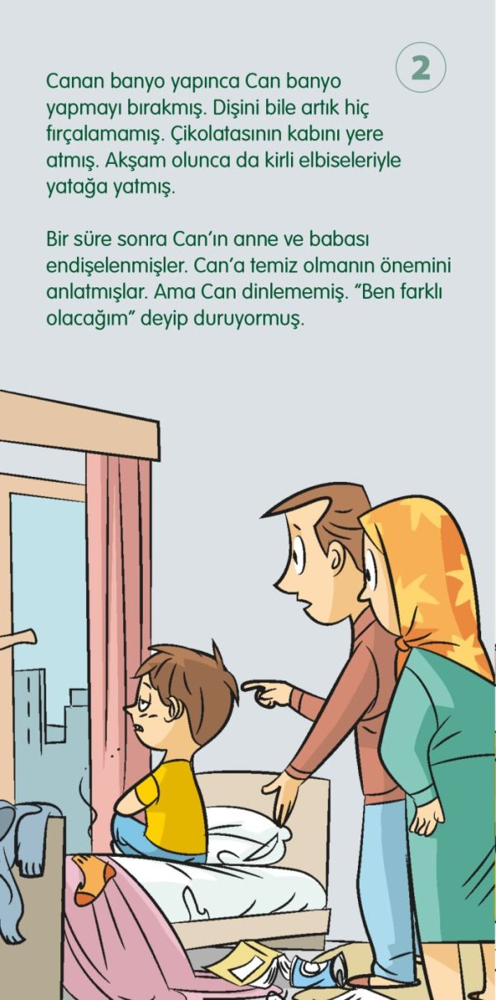 2
Canan banyo yapınca Can banyo
yapmayı bırakmış. Dişini bile artık hiç
fırçalamamış. Çikolatasının kabını yere
atmış. Akşam olunca da kirli elbiseleriyle
yatağa yatmış.
Bir süre sonra Can’ın anne ve babası
endişelenmişler. Can’a temiz olmanın önemini
anlatmışlar. Ama Can dinlememiş. “Ben farklı
olacağım” deyip duruyormuş.